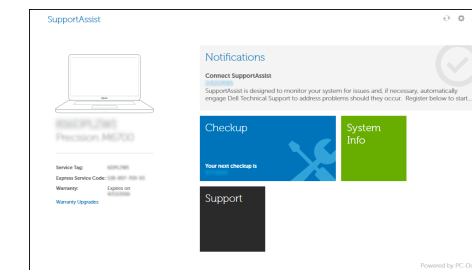 SupportAssist
Notifications
Connect SupportAssist
SupportAssist is designed to monitor your system for issues and, if necessary, automatically
engage Dell Technical Support to address problems should they occur. Register below to start...
Precision M6700
Checkup
Your next checkup is
System
Info
Service Tag:
Express Service Code:
Warranty: Expires on
Warranty Upgrades
Support
Powered by PC-Do